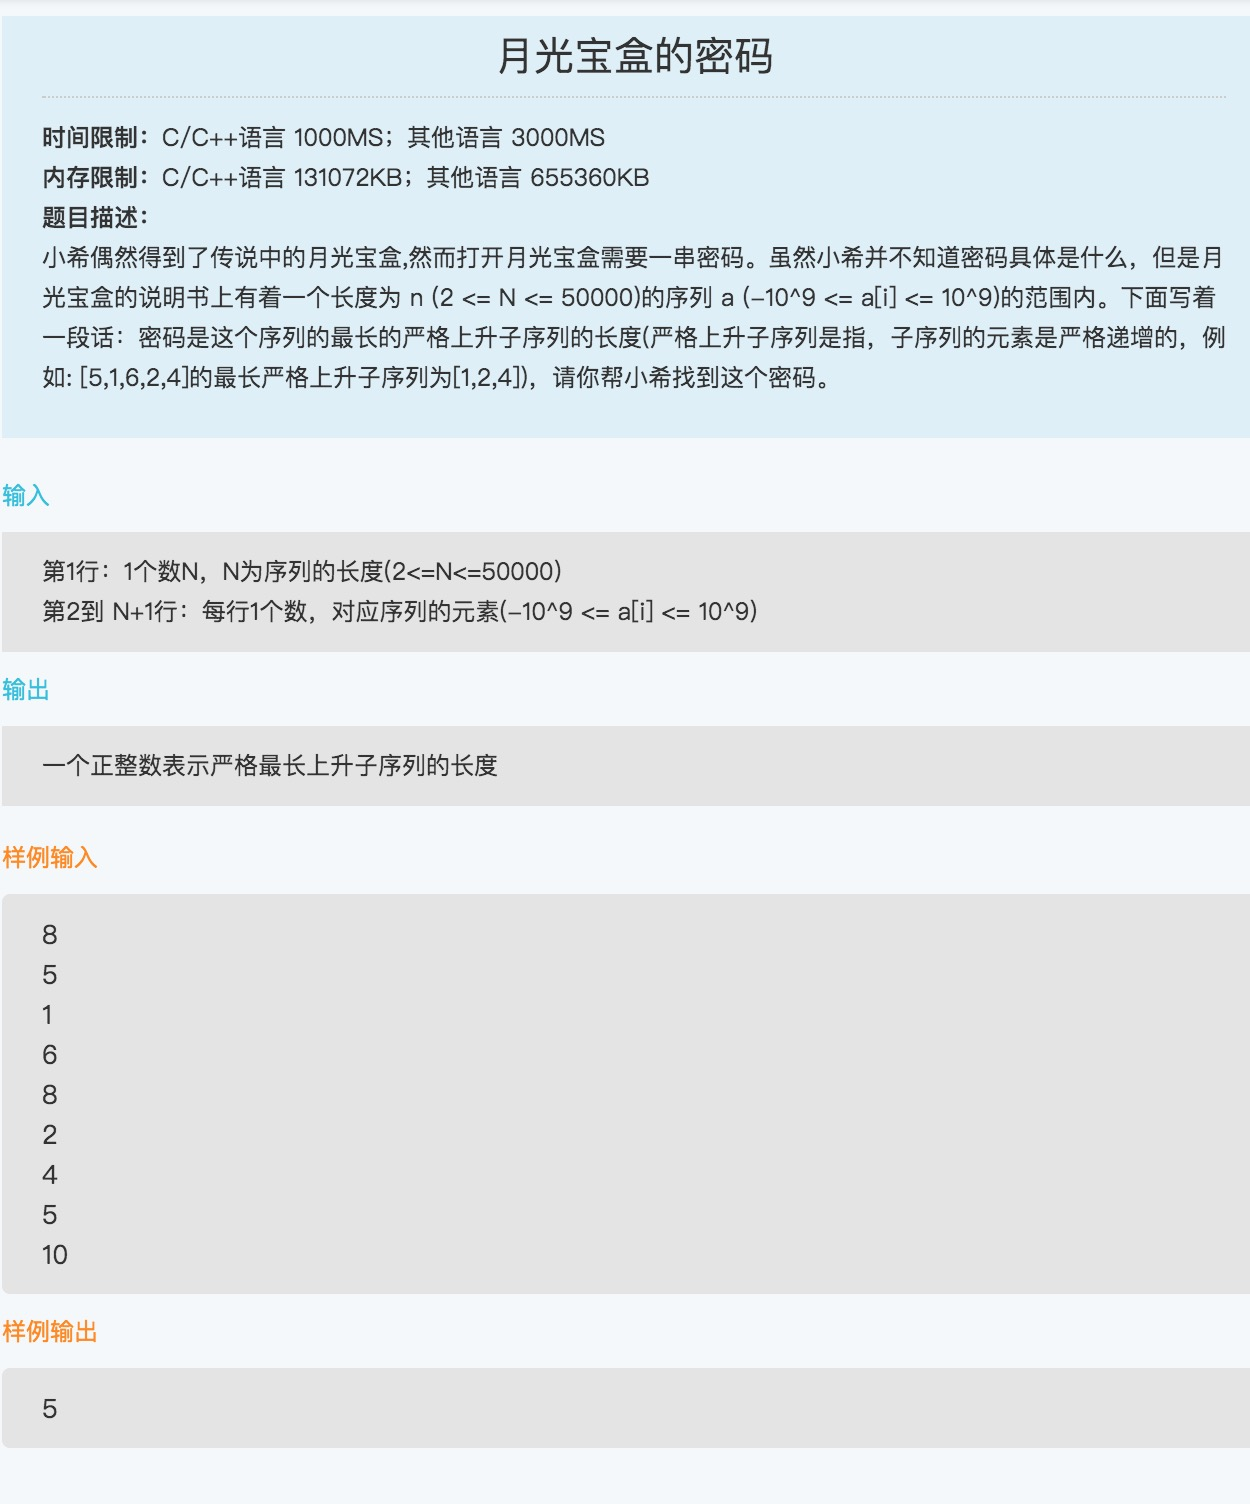 月光宝盒的密码
时间限制：C/C++语言 1000MS；其他语言 3000MS
内存限制：C/C++语言 131072KB；其他语言 655360KB
题目描述：
小希偶然得到了传说中的月光宝盒,然而打开月光宝盒需要一串密码。虽然小希并不知道密码具体是什么，但是月
光宝盒的说明书上有着一个长度为 n (2 <= N <= 50000)的序列 a (-10^9 <= a[i] <= 10^9)的范围内。下面写着
一段话：密码是这个序列的最长的严格上升子序列的长度(严格上升子序列是指，子序列的元素是严格递增的，例
如: [5,1,6,2,4]的最长严格上升子序列为[1,2,4])，请你帮小希找到这个密码。
输入
第1行：1个数N，N为序列的长度(2<=N<=50000)
第2到 N+1行：每行1个数，对应序列的元素(-10^9 <= a[i] <= 10^9)
输出
一个正整数表示严格最长上升子序列的长度
样例输入
8
5
1
6
8
2
4
5
10
样例输出
5